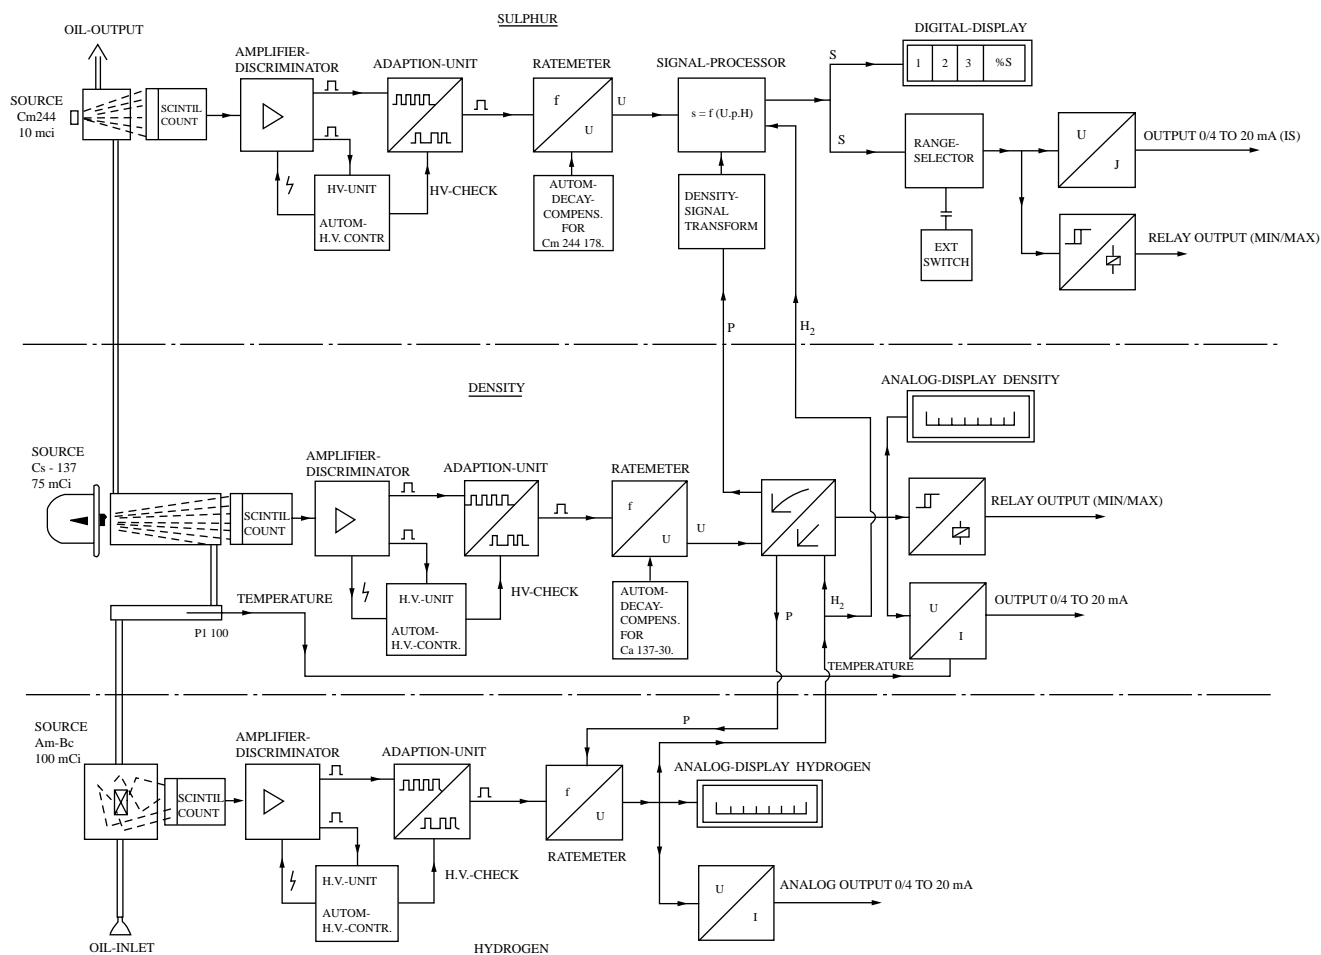 SULPHUR
OIL-OUTPUT
SOURCE
Cm244
10 mci
SCINTIL
COUNT
AMPLIFIER-
DISCRIMINATOR
HV-UNIT
AUTOM-
H.V. CONTR
ADAPTION-UNIT
HV-CHECK
RATEMETER
f
U
U
AUTOM-
DECAY-
COMPENS.
FOR
Cm 244 178.
SIGNAL-PROCESSOR
s = f (U.p.H)
DENSITY-
SIGNAL
TRANSFORM
P
H2
S
S
DIGITAL-DISPLAY
1 2 3 %S
RANGE-
SELECTOR
EXT
SWITCH
U
J
OUTPUT 0/4 TO 20 mA (IS)
RELAY OUTPUT (MIN/MAX)
DENSITY
SOURCE
Cs - 137
75 mCi
SCINTIL
COUNT
AMPLIFIER-
DISCRIMINATOR
H.V.-UNIT
AUTOM-
H.V.-CONTR.
ADAPTION-UNIT
HV-CHECK
RATEMETER
f
U
U
AUTOM-
DECAY-
COMPENS.
FOR
Ca 137-30.
P
H2
ANALOG-DISPLAY DENSITY
RELAY OUTPUT (MIN/MAX)
U
I
OUTPUT 0/4 TO 20 mA
TEMPERATURE
P1 100
TEMPERATURE
SOURCE
Am-Bc
100 mCi
SCINTIL
COUNT
AMPLIFIER-
DISCRIMINATOR
H.V.-UNIT
AUTOM-
H.V.-CONTR.
ADAPTION-UNIT
H.V.-CHECK
P
f
U
RATEMETER
ANALOG-DISPLAY HYDROGEN
U
I
ANALOG OUTPUT 0/4 TO 20 mA
OIL-INLET
HYDROGEN